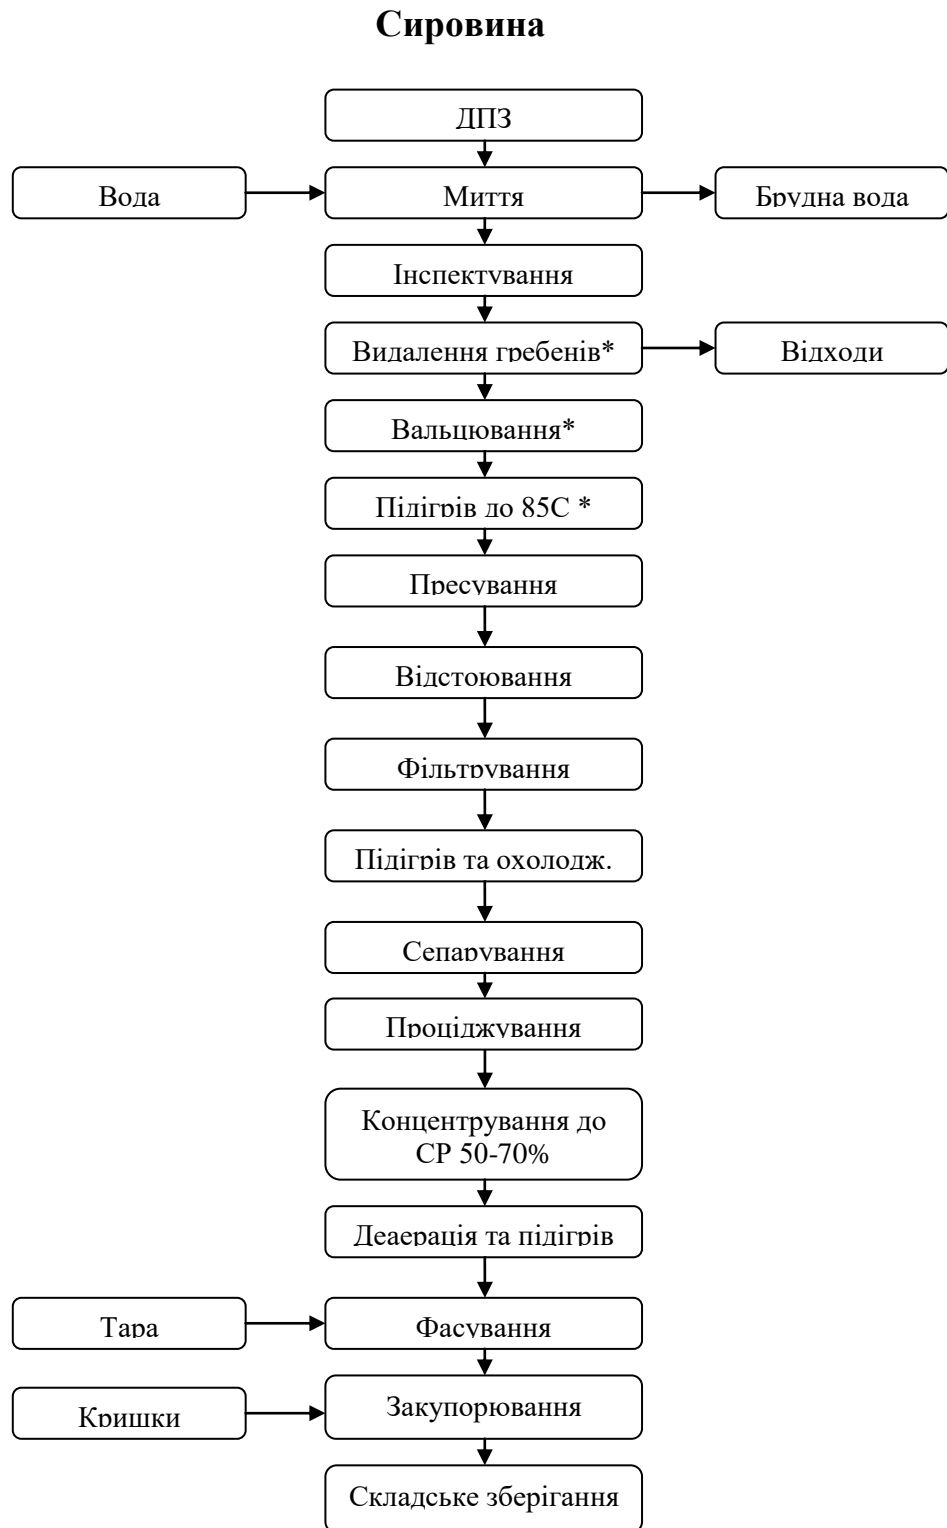 Сировина
ДПЗ
Вода
Миття
Брудна вода
Інспектування
Видалення гребенів*
Відходи
Вальцювання*
Підігрів до 85С *
Пресування
Відстоювання
Фільтрування
Підігрів та охолодж.
Сепарування
Проціджування
Концентрування до
СР 50-70%
Деаерація та підігрів
Тара
Фасування
Кришки
Закупорювання
Складське зберігання